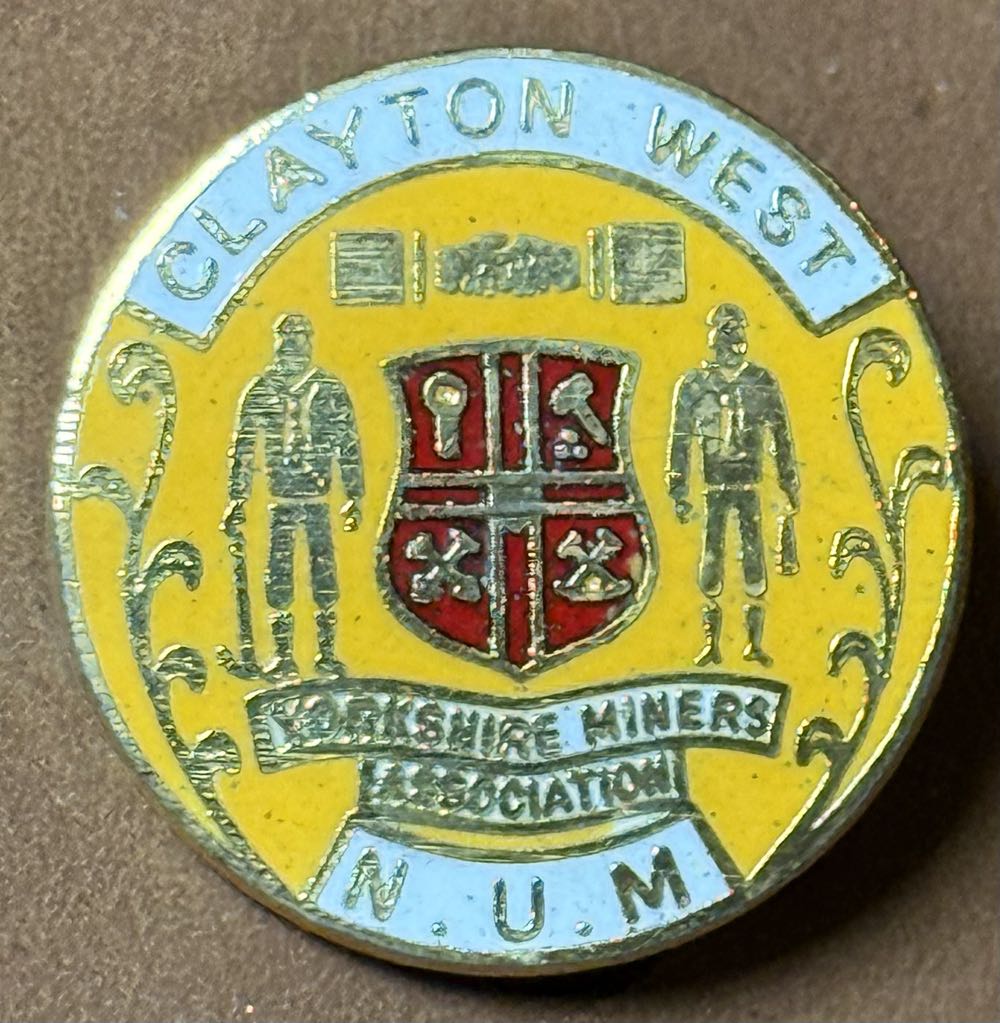 CLAYTON WEST
YORKSHIRE MINERS
ASSOCIATION
N.U.M